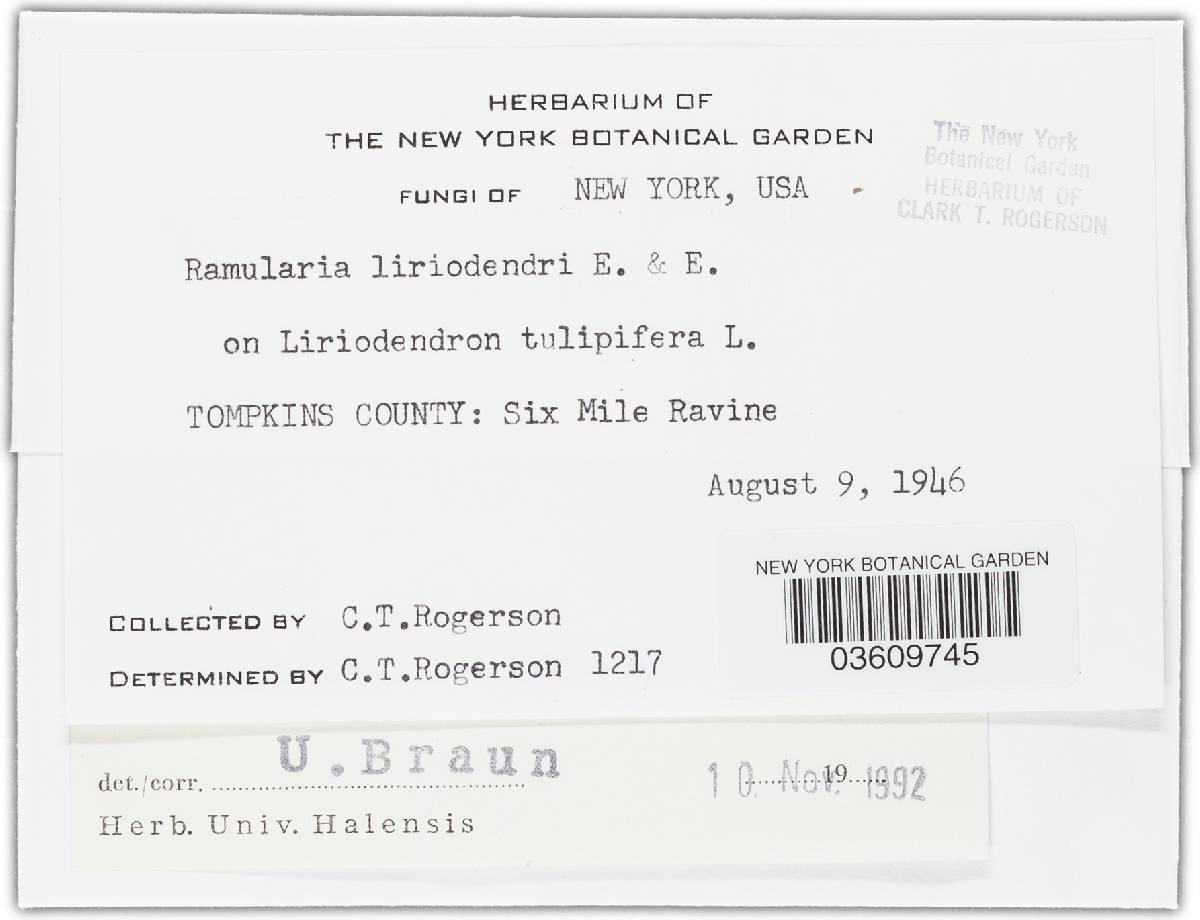 HERBARIUM OF
THE NEW YORK BOTANICAL GARDEN
FUNGI OF NEW YORK, USA
The New York
Botanical Garden
HERBARIUM OF
CLARK T. ROGERSON
Ramularia liriodendri E. & E.
on Liriodendron tulipifera L.
TOMPKINS COUNTY: Six Mile Ravine
August 9, 1946
NEW YORK BOTANICAL GARDEN
03609745
COLLECTED BY C.T.Rogerson
DETERMINED BY C.T.Rogerson 1217
det./corr. U.Braun 10. Nov. 19 1992
Herb. Univ. Halensis